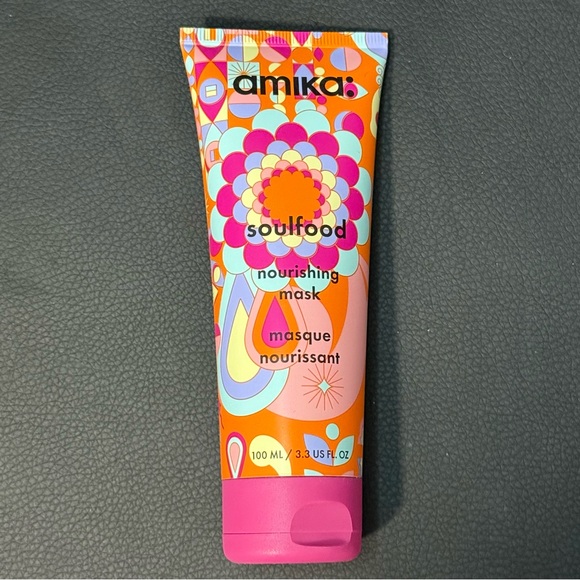 amika:
soulfood
nourishing
mask
masque
nourissant
100 ML / 3.3 US FL. OZ